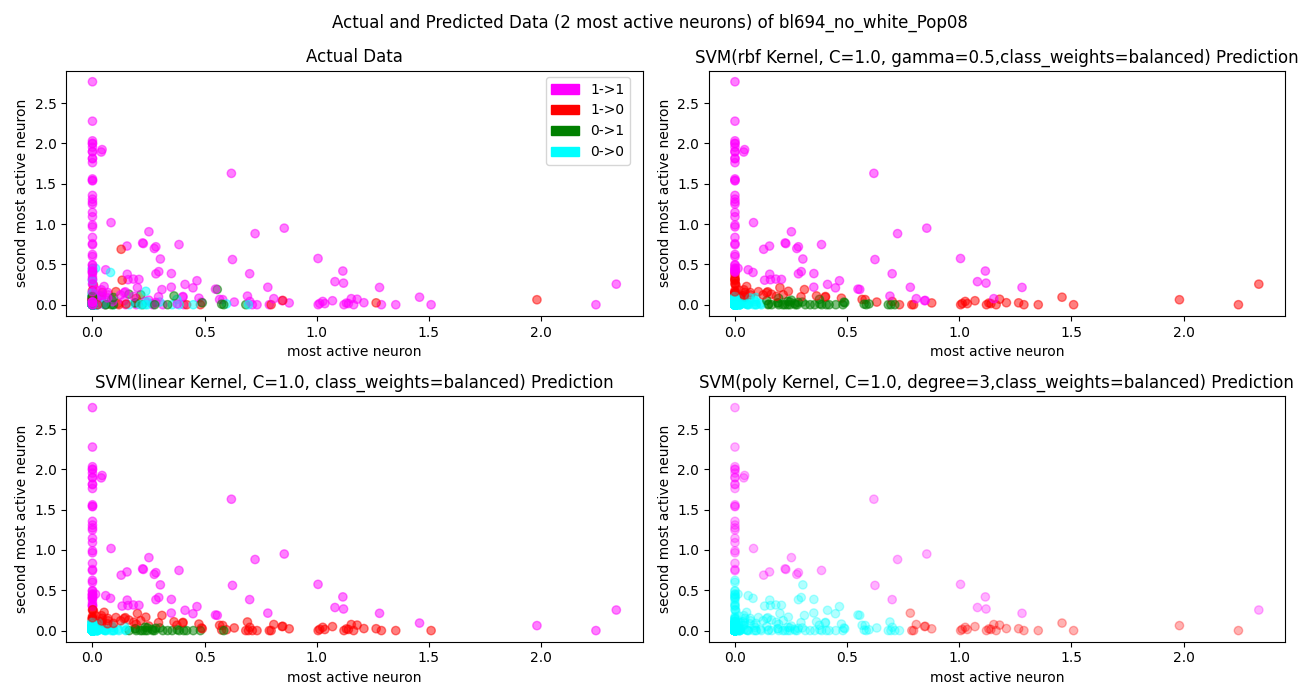 Actual and Predicted Data (2 most active neurons) of bl694_no_white_Pop08
Actual Data
second most active neuron
2.5
2.0
1.5
1.0
0.5
0.0
1->1
1->0
0->1
0->0
0.0 0.5 1.0 1.5 2.0
most active neuron
SVM(rbf Kernel, C=1.0, gamma=0.5,class_weights=balanced) Prediction
second most active neuron
2.5
2.0
1.5
1.0
0.5
0.0
0.0 0.5 1.0 1.5 2.0
most active neuron
SVM(linear Kernel, C=1.0, class_weights=balanced) Prediction
second most active neuron
2.5
2.0
1.5
1.0
0.5
0.0
0.0 0.5 1.0 1.5 2.0
most active neuron
SVM(poly Kernel, C=1.0, degree=3,class_weights=balanced) Prediction
second most active neuron
2.5
2.0
1.5
1.0
0.5
0.0
0.0 0.5 1.0 1.5 2.0
most active neuron